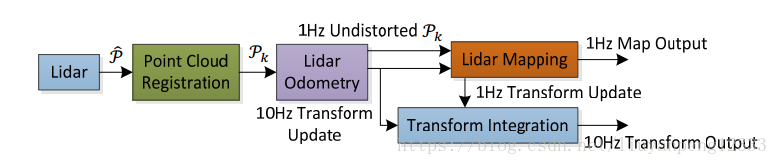 1Hz Undistorted 𝒫k
1Hz Map Output
Lidar
𝒫̂
Point Cloud
Registration
𝒫k
Lidar
Odometry
Lidar Mapping
10Hz Transform
Update
1Hz Transform Update
Transform Integration
10Hz Transform Output